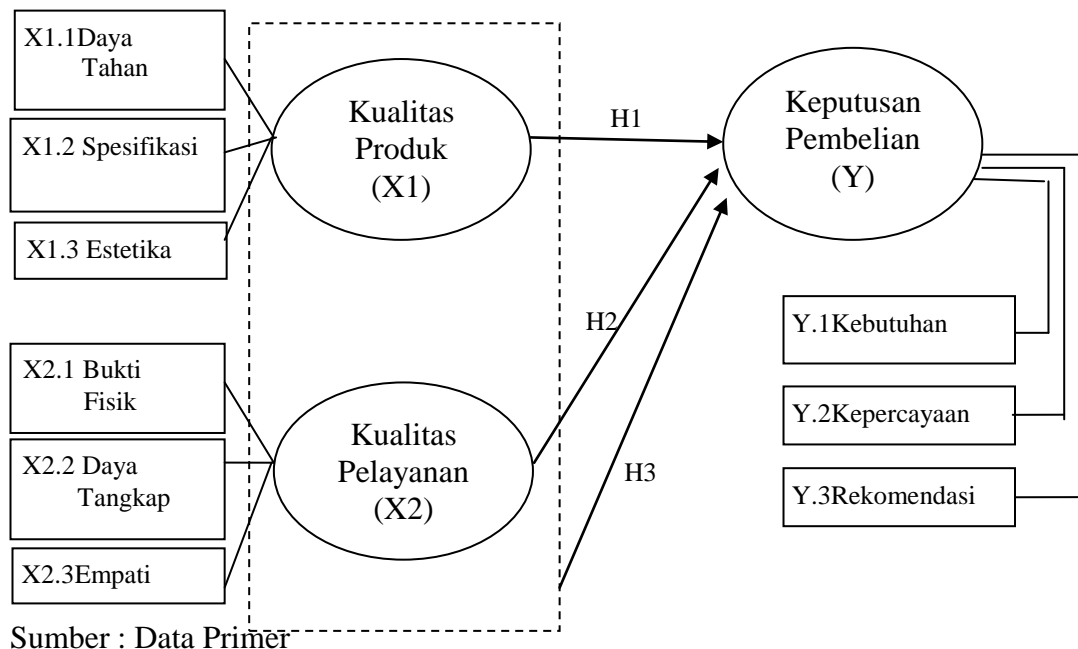 X1.1Daya
Tahan
X1.2 Spesifikasi
X1.3 Estetika
Kualitas
Produk
(X1)
H1
Keputusan
Pembelian
(Y)
X2.1 Bukti
Fisik
X2.2 Daya
Tangkap
X2.3Empati
Kualitas
Pelayanan
(X2)
H2
H3
Y.1Kebutuhan
Y.2Kepercayaan
Y.3Rekomendasi
Sumber : Data Primer